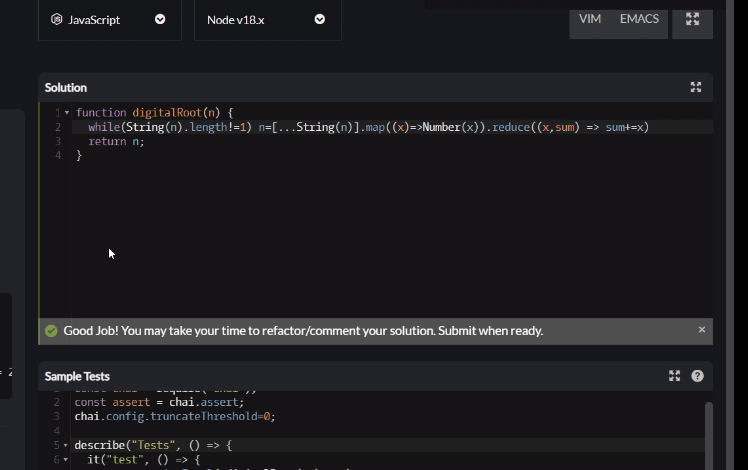 JavaScript
Node v18.x
VIM EMACS
Solution
1 function digitalRoot(n) {
2 while(String(n).length!=1) n=[...String(n)].map((x)=>Number(x)).reduce((x,sum) => sum+=x)
3 return n;
4 }
Good Job! You may take your time to refactor/comment your solution. Submit when ready.
Sample Tests
2 const assert = chai.assert;
3 chai.config.truncateThreshold=0;
4
5 describe("Tests", () => {
6 it("test", () => {